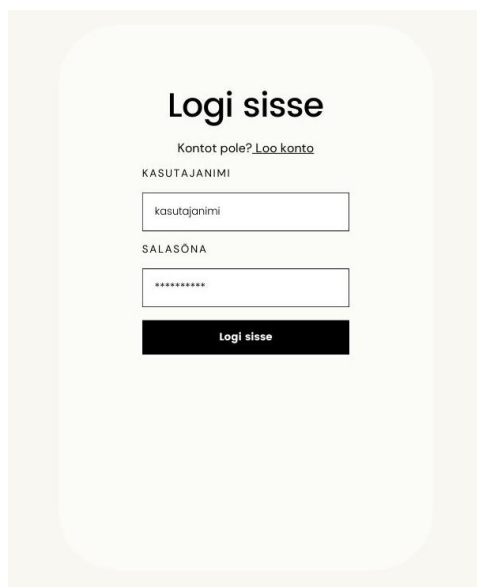 Logi sisse
Kontot pole? Loo konto
KASUTAJANIMI
kasutajanimi
SALASÕNA
**********
Logi sisse